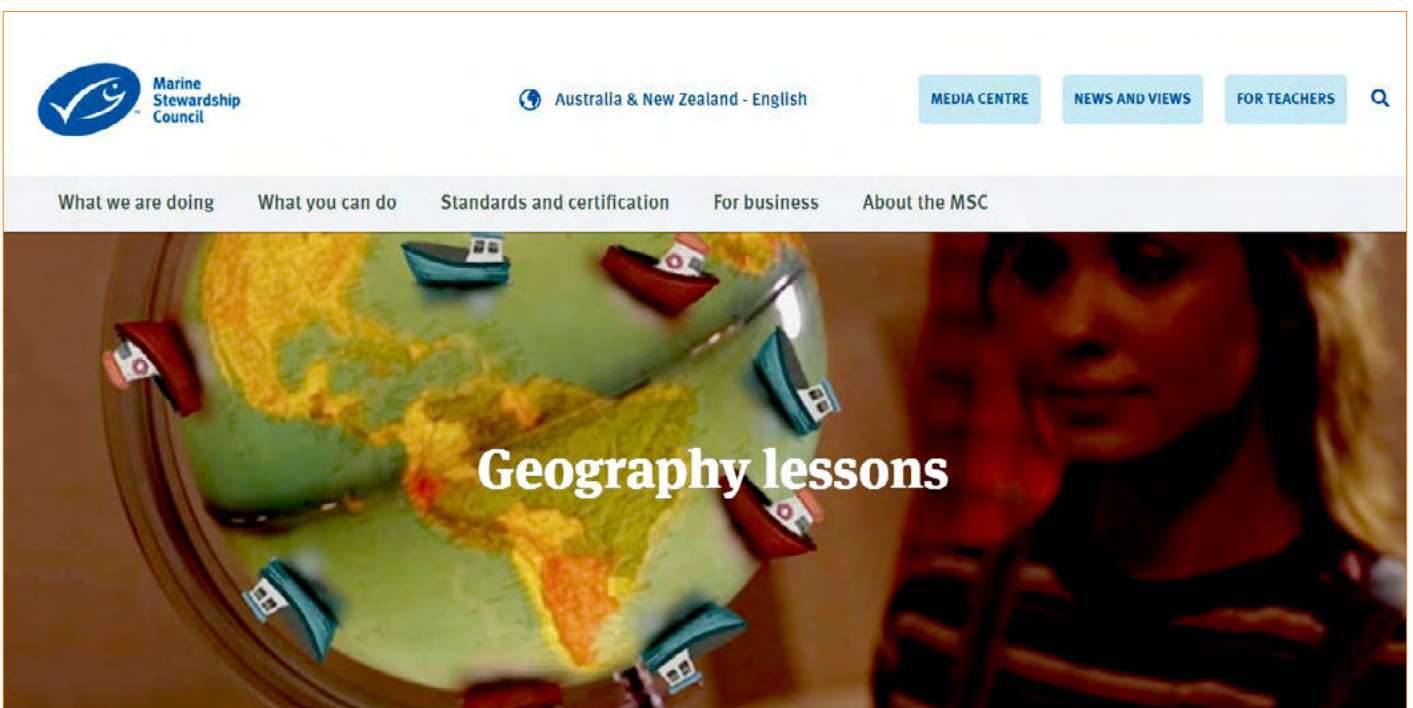 Marine
Stewardship
Council
Australia & New Zealand - English
MEDIA CENTRE
NEWS AND VIEWS
FOR TEACHERS
What we are doing
What you can do
Standards and certification
For business
About the MSC
Geography lessons